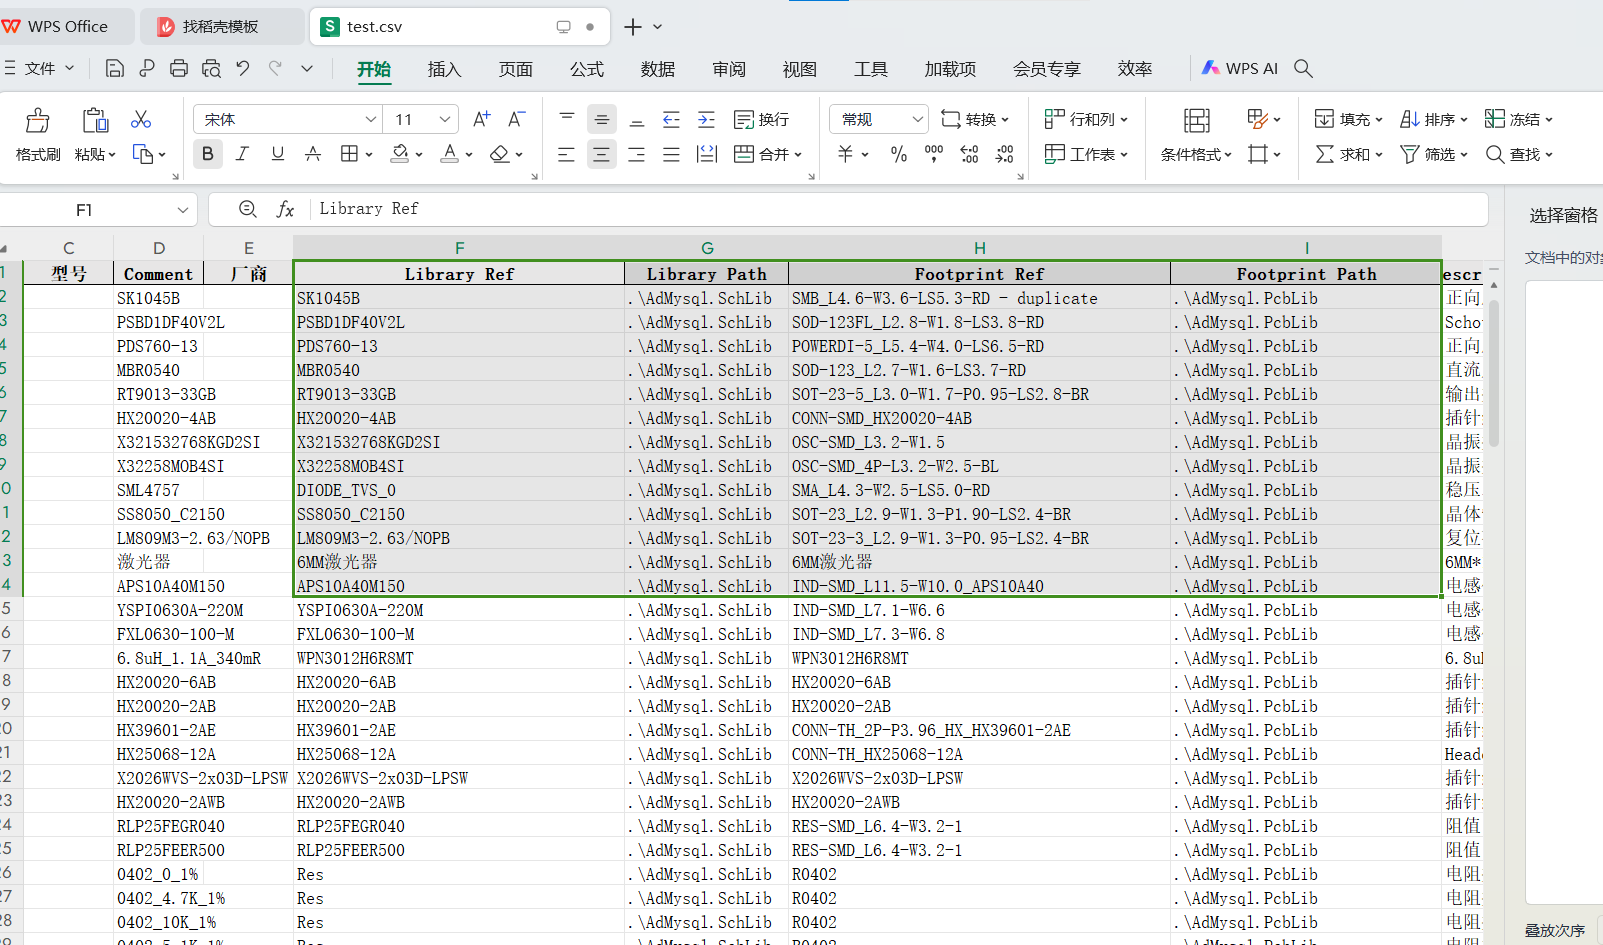 WPS Office 找稻壳模板 S test.csv
文件 开始 插入 页面 公式 数据 审阅 视图 工具 加载项 会员专享 效率 WPS AI
宋体 11 A+ A- 换行 常规 转换 行和列 填充 排序 冻结
格式刷 粘贴 B I U A A 合并 ¥ % 工作表 条件格式 求和 筛选 查找
F1 fx Library Ref 选择窗格
文档中的对象
C D E F G H I
1 型号 Comment 厂商 Library Ref Library Path Footprint Ref Footprint Path escr
2 SK1045B SK1045B .\AdMysql.SchLib SMB_L4.6-W3.6-LS5.3-RD - duplicate .\AdMysql.PcbLib 正向
3 PSBD1DF40V2L PSBD1DF40V2L .\AdMysql.SchLib SOD-123FL_L2.8-W1.8-LS3.8-RD .\AdMysql.PcbLib Scho
4 PDS760-13 PDS760-13 .\AdMysql.SchLib POWERDI-5_L5.4-W4.0-LS6.5-RD .\AdMysql.PcbLib 正向
5 MBR0540 MBR0540 .\AdMysql.SchLib SOD-123_L2.7-W1.6-LS3.7-RD .\AdMysql.PcbLib 直流
6 RT9013-33GB RT9013-33GB .\AdMysql.SchLib SOT-23-5_L3.0-W1.7-P0.95-LS2.8-BR .\AdMysql.PcbLib 输出
7 HX20020-4AB HX20020-4AB .\AdMysql.SchLib CONN-SMD_HX20020-4AB .\AdMysql.PcbLib 插针
8 X321532768KGD2SI X321532768KGD2SI .\AdMysql.SchLib OSC-SMD_L3.2-W1.5 .\AdMysql.PcbLib 晶振
9 X32258MOB4SI X32258MOB4SI .\AdMysql.SchLib OSC-SMD_4P-L3.2-W2.5-BL .\AdMysql.PcbLib 晶振
0 SML4757 DIODE_TVS_0 .\AdMysql.SchLib SMA_L4.3-W2.5-LS5.0-RD .\AdMysql.PcbLib 稳压
1 SS8050_C2150 SS8050_C2150 .\AdMysql.SchLib SOT-23_L2.9-W1.3-P1.90-LS2.4-BR .\AdMysql.PcbLib 晶体
2 LM809M3-2.63/NOPB LM809M3-2.63/NOPB .\AdMysql.SchLib SOT-23-3_L2.9-W1.3-P0.95-LS2.4-BR .\AdMysql.PcbLib 复位
3 激光器 6MM激光器 .\AdMysql.SchLib 6MM激光器 .\AdMysql.PcbLib 6MM*
4 APS10A40M150 APS10A40M150 .\AdMysql.SchLib IND-SMD_L11.5-W10.0_APS10A40 .\AdMysql.PcbLib 电感
5 YSPI0630A-220M YSPI0630A-220M .\AdMysql.SchLib IND-SMD_L7.1-W6.6 .\AdMysql.PcbLib 电感
6 FXL0630-100-M FXL0630-100-M .\AdMysql.SchLib IND-SMD_L7.3-W6.8 .\AdMysql.PcbLib 电感
7 6.8uH_1.1A_340mR WPN3012H6R8MT .\AdMysql.SchLib WPN3012H6R8MT .\AdMysql.PcbLib 6.8uH
8 HX20020-6AB HX20020-6AB .\AdMysql.SchLib HX20020-6AB .\AdMysql.PcbLib 插针
9 HX20020-2AB HX20020-2AB .\AdMysql.SchLib HX20020-2AB .\AdMysql.PcbLib 插针
20 HX39601-2AE HX39601-2AE .\AdMysql.SchLib CONN-TH_2P-P3.96_HX_HX39601-2AE .\AdMysql.PcbLib 插针
21 HX25068-12A HX25068-12A .\AdMysql.SchLib CONN-TH_HX25068-12A .\AdMysql.PcbLib Heade
22 X2026WVS-2x03D-LPSW X2026WVS-2x03D-LPSW .\AdMysql.SchLib X2026WVS-2x03D-LPSW .\AdMysql.PcbLib 插针
23 HX20020-2AWB HX20020-2AWB .\AdMysql.SchLib HX20020-2AWB .\AdMysql.PcbLib 插针
24 RLP25FEGR040 RLP25FEGR040 .\AdMysql.SchLib RES-SMD_L6.4-W3.2-1 .\AdMysql.PcbLib 阻值
25 RLP25FEER500 RLP25FEER500 .\AdMysql.SchLib RES-SMD_L6.4-W3.2-1 .\AdMysql.PcbLib 阻值
26 0402_0_1% Res .\AdMysql.SchLib R0402 .\AdMysql.PcbLib 电阻
27 0402_4.7K_1% Res .\AdMysql.SchLib R0402 .\AdMysql.PcbLib 电阻
28 0402_10K_1% Res .\AdMysql.SchLib R0402 .\AdMysql.PcbLib 电阻
叠放次序